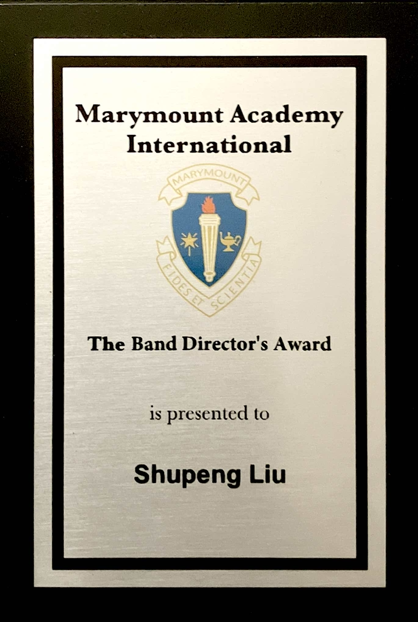 Marymount Academy
International
MARYMOUNT
FIDES ET SCIENTIA
The Band Director's Award
is presented to
Shupeng Liu